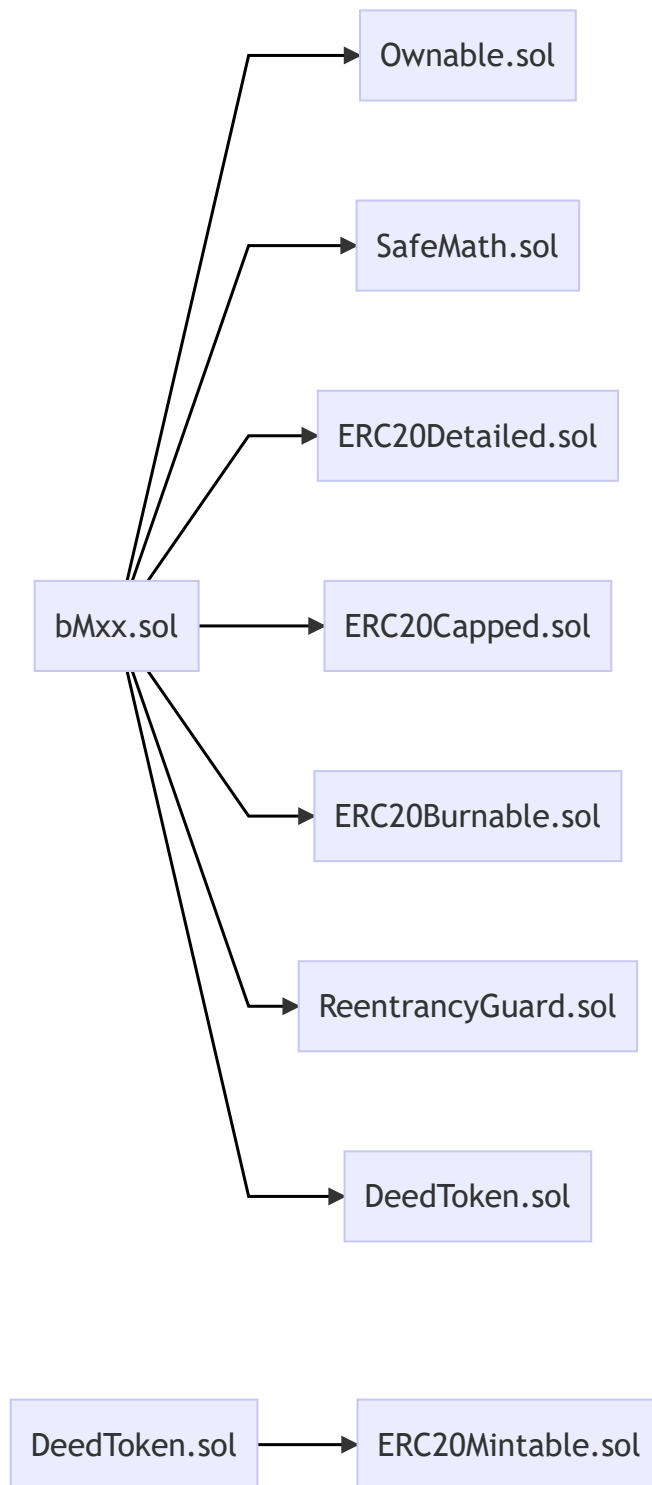 Ownable.sol
SafeMath.sol
ERC20Detailed.sol
bMxx.sol
ERC20Capped.sol
ERC20Burnable.sol
ReentrancyGuard.sol
DeedToken.sol
DeedToken.sol
ERC20Mintable.sol